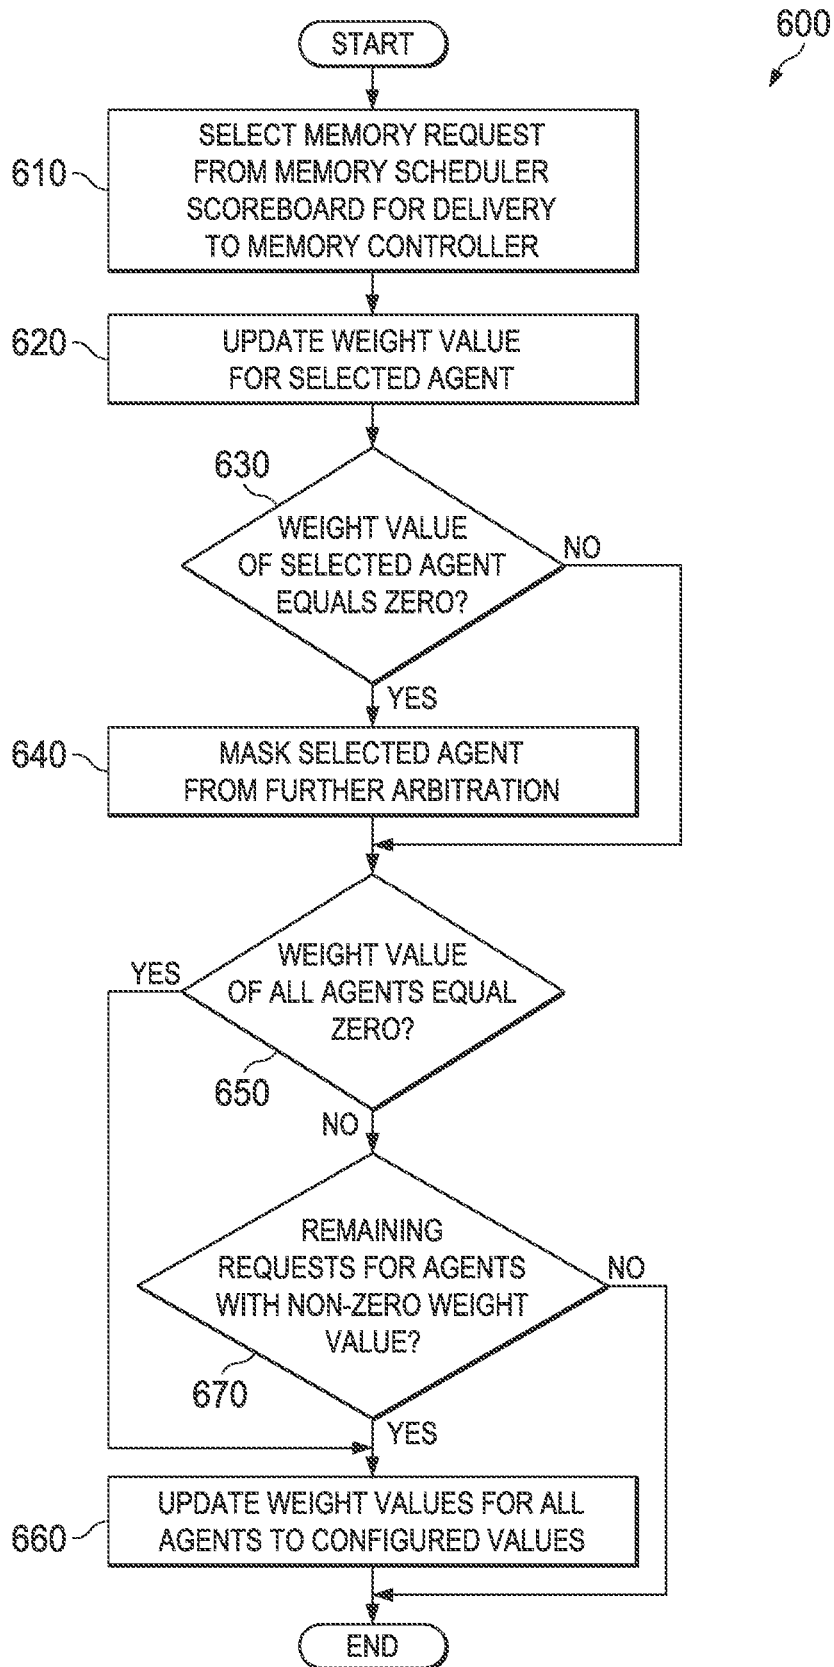 600
START
610
SELECT MEMORY REQUEST
FROM MEMORY SCHEDULER
SCOREBOARD FOR DELIVERY
TO MEMORY CONTROLLER
620
UPDATE WEIGHT VALUE
FOR SELECTED AGENT
630
WEIGHT VALUE
OF SELECTED AGENT
EQUALS ZERO?
NO
YES
640
MASK SELECTED AGENT
FROM FURTHER ARBITRATION
YES
WEIGHT VALUE
OF ALL AGENTS EQUAL
ZERO?
650
NO
REMAINING
REQUESTS FOR AGENTS
WITH NON-ZERO WEIGHT
VALUE?
NO
670
YES
660
UPDATE WEIGHT VALUES FOR ALL
AGENTS TO CONFIGURED VALUES
END